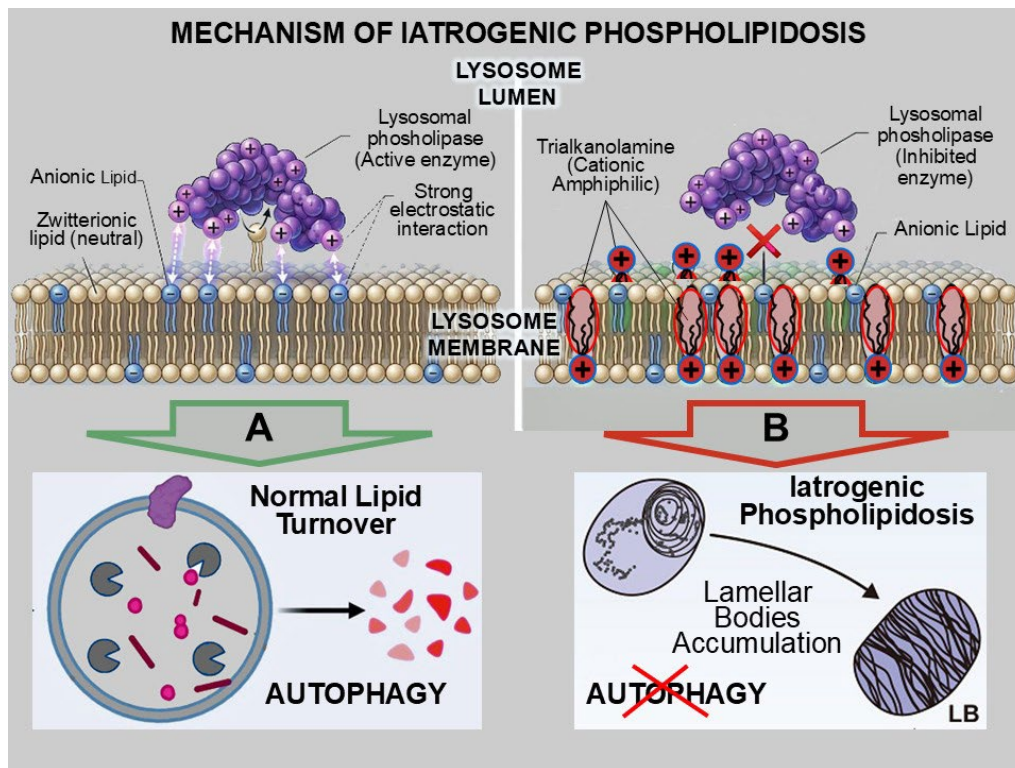 MECHANISM OF IATROGENIC PHOSPHOLIPIDOSIS
LYSOSOME
LUMEN
Lysosomal
phosholipase
(Active enzyme)
Anionic Lipid
Zwitterionic
lipid (neutral)
Strong
electrostatic
interaction
Trialkanolamine
(Cationic
Amphiphilic)
Lysosomal
phosholipase
(Inhibited
enzyme)
Anionic Lipid
LYSOSOME
MEMBRANE
A
Normal Lipid
Turnover
AUTOPHAGY
B
Iatrogenic
Phospholipidosis
Lamellar
Bodies
Accumulation
AUTOPHAGY
LB